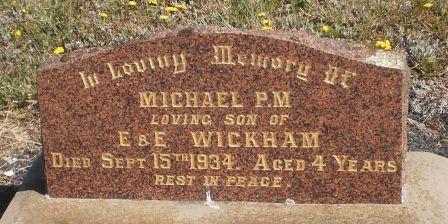 In Loving Memory Of
MICHAEL P.M
LOVING SON OF
E & E WICKHAM
DIED SEPT 15TH 1934. AGED 4 YEARS
REST IN PEACE.